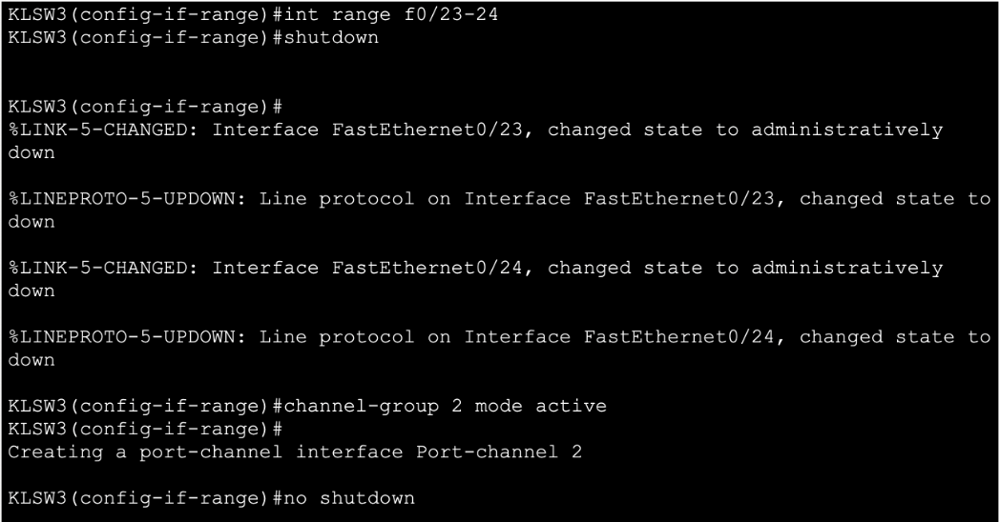 KLSW3(config-if-range)#int range f0/23-24
KLSW3(config-if-range)#shutdown
KLSW3(config-if-range)#
%LINK-5-CHANGED: Interface FastEthernet0/23, changed state to administratively
down
%LINEPROTO-5-UPDOWN: Line protocol on Interface FastEthernet0/23, changed state to
down
%LINK-5-CHANGED: Interface FastEthernet0/24, changed state to administratively
down
%LINEPROTO-5-UPDOWN: Line protocol on Interface FastEthernet0/24, changed state to
down
KLSW3(config-if-range)#channel-group 2 mode active
KLSW3(config-if-range)#
Creating a port-channel interface Port-channel 2
KLSW3(config-if-range)#no shutdown